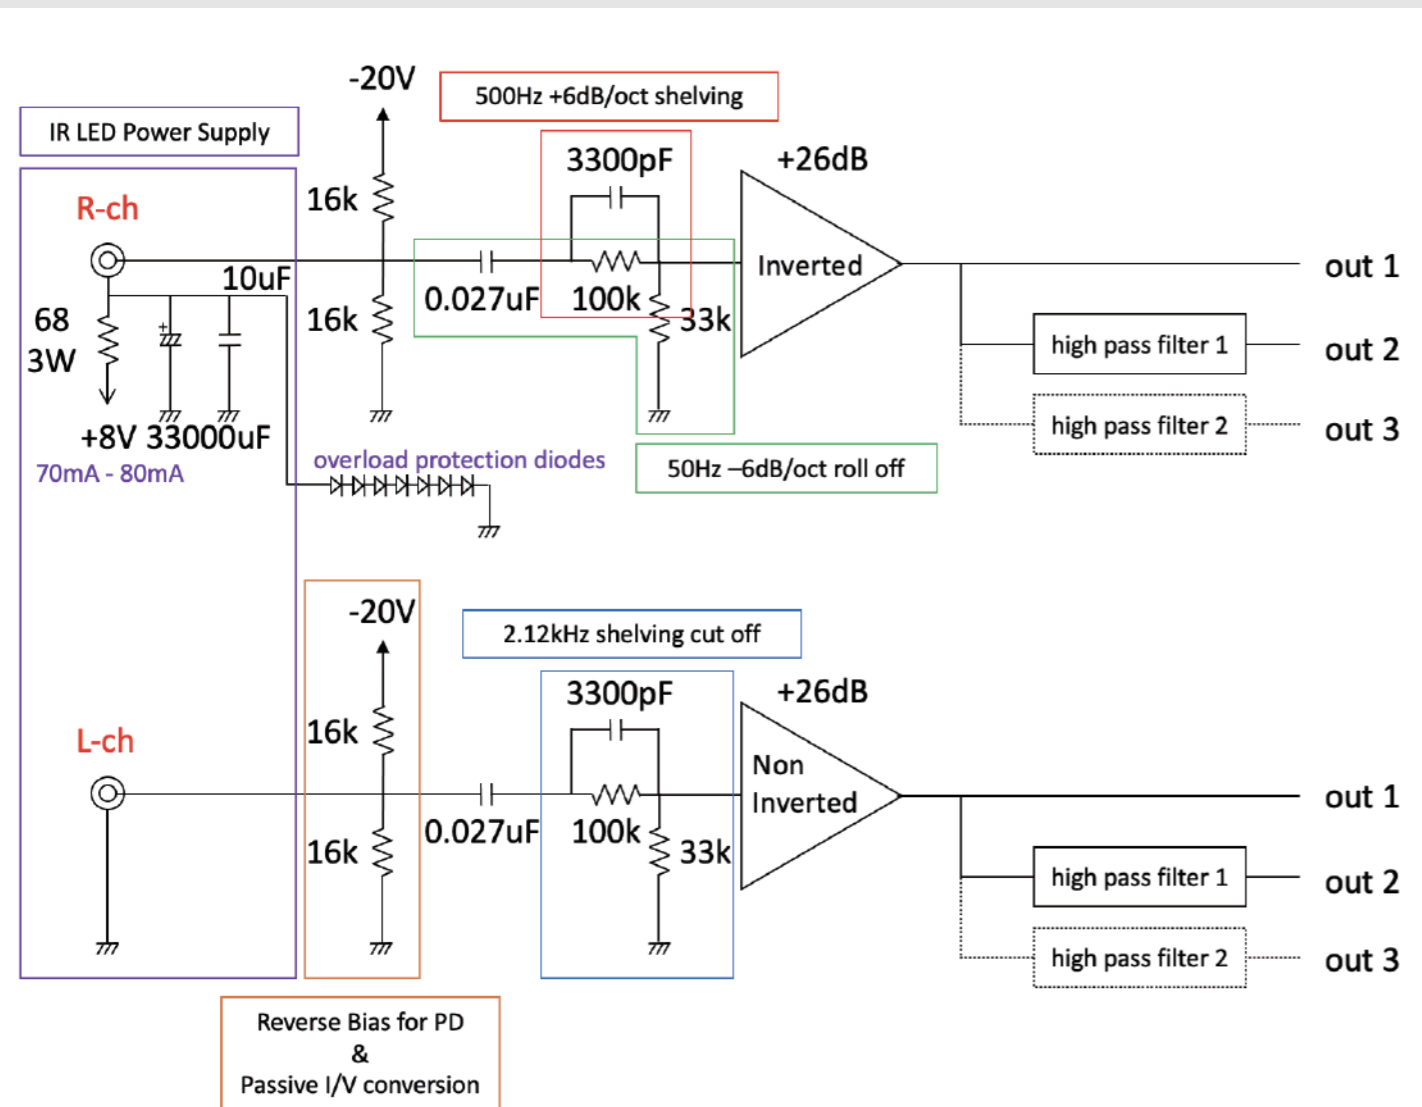 -20V
500Hz +6dB/oct shelving
IR LED Power Supply
3300pF
+26dB
R-ch
16k
Inverted
out 1
10uF
0.027uF
100k
33k
68
3W
16k
high pass filter 1
out 2
high pass filter 2
out 3
+8V 33000uF
70mA - 80mA
overload protection diodes
50Hz –6dB/oct roll off
-20V
2.12kHz shelving cut off
3300pF
+26dB
L-ch
16k
Non
Inverted
out 1
0.027uF
100k
33k
16k
high pass filter 1
out 2
high pass filter 2
out 3
Reverse Bias for PD
&
Passive I/V conversion